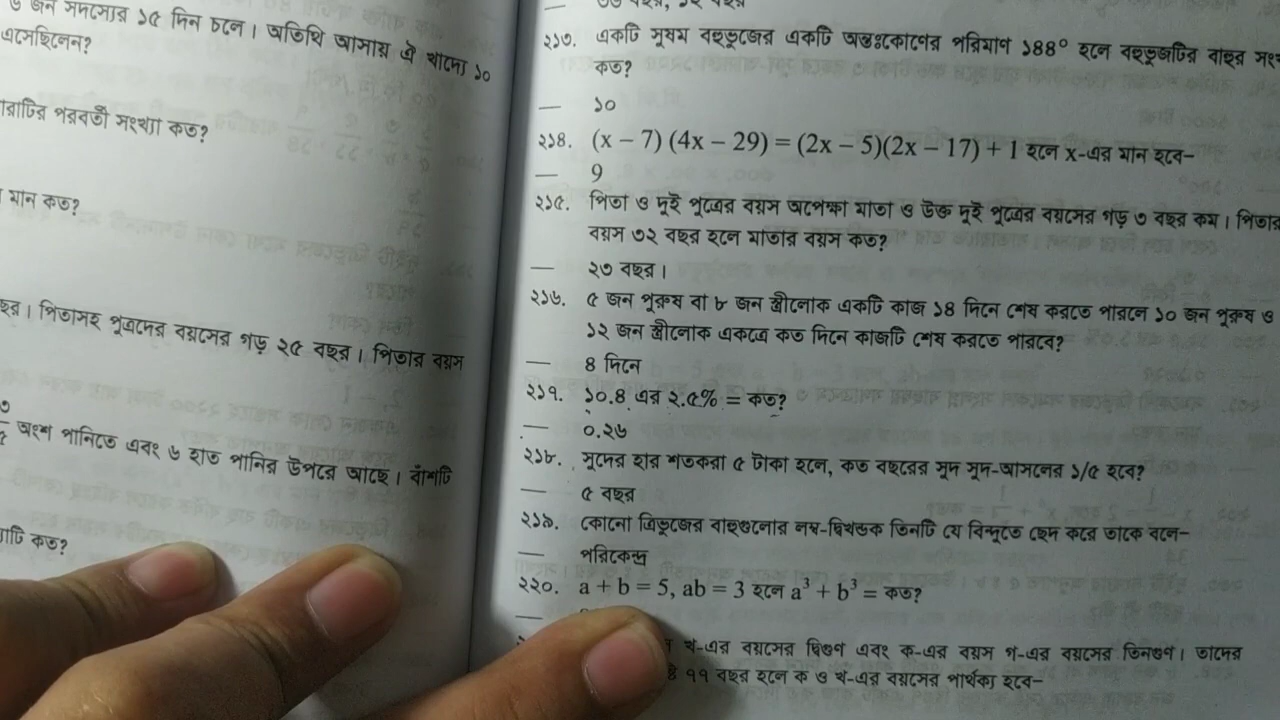 জন সদস্যের ১৫ দিন চলে। অতিথি আসায় ঐ খাদ্যে ১০
এসেছিলেন?
ধারাটির পরবর্তী সংখ্যা কত?
মান কত?
বছর। পিতাসহ পুত্রদের বয়সের গড় ২৫ বছর। পিতার বয়স
অংশ পানিতে এবং ৬ হাত পানির উপরে আছে। বাঁশটি
কত?
২১৩. একটি সুষম বহুভুজের একটি অন্তঃকোণের পরিমাণ ১৪৪° হলে বহুভুজটির বাহুর
কত?
— ১০
২১৪. (x – 7) (4x – 29) = (2x – 5)(2x – 17) + 1 হলে x-এর মান হবে–
— 9
২১৫. পিতা ও দুই পুত্রের বয়স অপেক্ষা মাতা ও উক্ত দুই পুত্রের বয়সের গড় ৩ বছর কম। পিতার
বয়স ৩২ বছর হলে মাতার বয়স কত?
— ২৩ বছর।
২১৬. ৫ জন পুরুষ বা ৮ জন স্ত্রীলোক একটি কাজ ১৪ দিনে শেষ করতে পারলে ১০ জন পুরুষ ও
১২ জন স্ত্রীলোক একত্রে কত দিনে কাজটি শেষ করতে পারবে?
— ৪ দিনে
২১৭. ১০.৪ এর ২.৫% = কত?
— ০.২৬
২১৮. সুদের হার শতকরা ৫ টাকা হলে, কত বছরের সুদ সুদ-আসলের ১/৫ হবে?
— ৫ বছর
২১৯. কোনো ত্রিভুজের বাহুগুলোর লম্ব-দ্বিখন্ডক তিনটি যে বিন্দুতে ছেদ করে তাকে বলে–
— পরিকেন্দ্র
২২০. a + b = 5, ab = 3 হলে a³ + b³ = কত?
—
খ-এর বয়সের দ্বিগুণ এবং ক-এর বয়স গ-এর বয়সের তিনগুণ। তাদের
৭৭ বছর হলে ক ও খ-এর বয়সের পার্থক্য হবে–